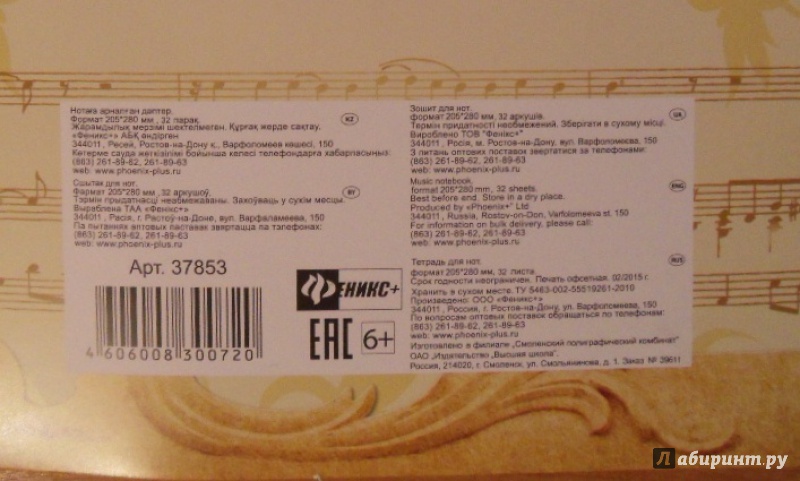 Нотаға арналған дәптер.
Формат 205*280 мм , 32 парақ.
Жарамдылық мерзімі шектелмеген. Құрғақ жерде сақтау.
«Феникс+» АБҚ өндірген
344011 , Ресей, Ростов-на-Дону қ., Варфоломеев көшесі, 150
Көтерме сауда жеткізілімі бойынша келесі телефондарға хабарласыңыз:
(863) 261-89-62, 261-89-63
web: www.phoenix-plus.ru
KZ
Сшытак для нот.
Фармат 205*280 мм , 32 аркушоў.
Тэрмін прыдатнасці неабмежаваны. Захоўваць у сухім месцы.
Выраблена ТАА «Фенікс+»
344011 , Расія, г. Растоў-на-Доне, вул. Варфаламеева, 150
Па пытаннях оптавых паставак звяртацца па тэлефонах:
(863) 261-89-62, 261-89-63
web: www.phoenix-plus.ru
BY
Арт. 37853
4 606008 300720
ФЕНИКС+
EAC
6+
Зошит для нот.
формат 205*280 мм, 32 аркушів.
Термін придатності необмежений. Зберігати в сухому місці.
Вироблено ТОВ "Фенікс+"
344011 , Росія, м. Ростов-на-Дону, вул. Варфоломеєва, 150
З питань оптових поставок звертатися за телефонами:
(863) 261-89-62, 261-89-63
web: www.phoenix-plus.ru
UA
Music notebook.
format 205*280 mm, 32 sheets.
Best before end. Store in a dry place.
Produced by «Phoenix+" Ltd
344011 , Russia, Rostov-on-Don, Varfolomeeva st. 150
For information on bulk delivery, please call:
(863) 261-89-62, 261-89-63
web: www.phoenix-plus.ru
ENG
Тетрадь для нот.
формат 205*280 мм, 32 листа.
Срок годности неограничен. Печать офсетная. 02/2015 г.
Хранить в сухом месте. ТУ 5463-002-55519261-2010
Произведено: ООО «Феникс+»
344011 , Россия, г. Ростов-на-Дону, ул. Варфоломеева, 150
По вопросам оптовых поставок обращаться по телефонам:
(863) 261-89-62, 261-89-63
web: www.phoenix-plus.ru
RUS
Изготовлено в филиале „Смоленский полиграфический комбинат"
ОАО „Издательство „Высшая школа".
Россия, 214020, г. Смоленск, ул. Смольянинова, д. 1. Заказ № 39611
Лабиринт.ру